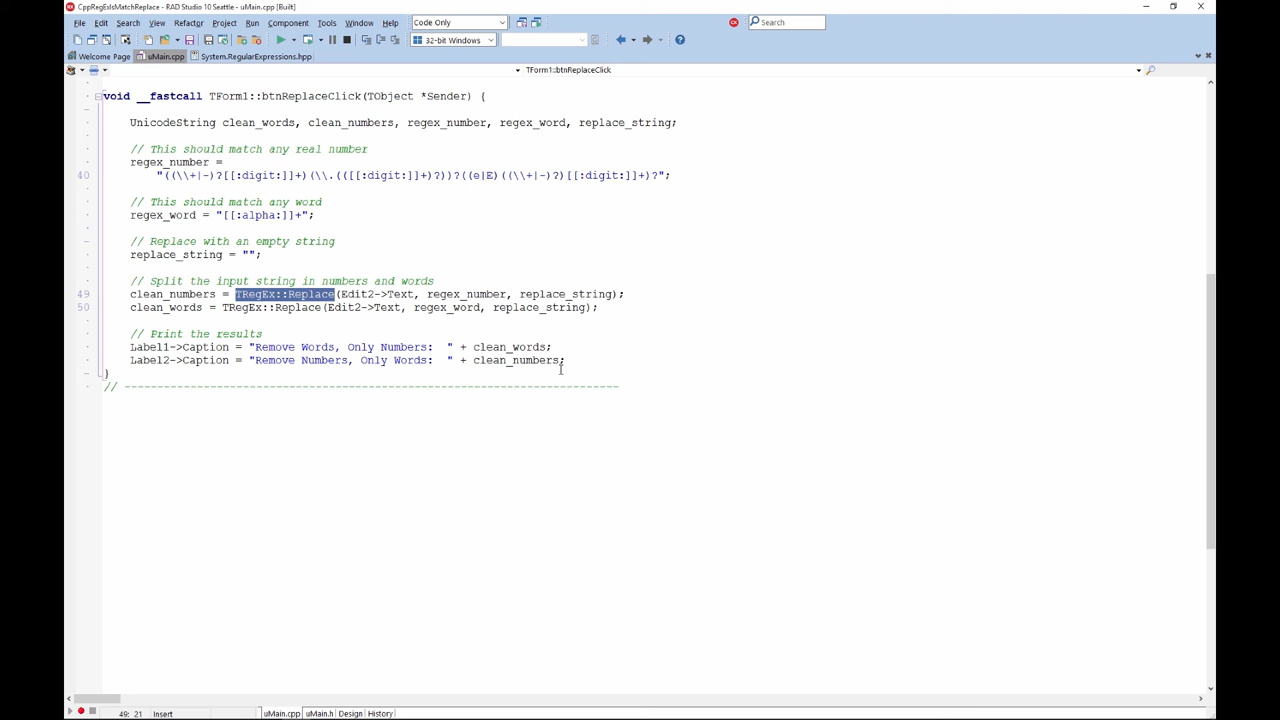 CppRegExIsMatchReplace - RAD Studio 10 Seattle - uMain.cpp [Built]
File Edit Search View Refactor Project Run Component Tools Window Help Code Only Search
32-bit Windows
Welcome Page uMain.cpp System.RegularExpressions.hpp
TForm1::btnReplaceClick
void __fastcall TForm1::btnReplaceClick(TObject *Sender) {
UnicodeString clean_words, clean_numbers, regex_number, regex_word, replace_string;
// This should match any real number
regex_number =
40 "((\\+|-)?[[:digit:]]+)(\\.(([[:digit:]]+)?))?((e|E)((\\+|-)?)[[:digit:]]+)?";
// This should match any word
regex_word = "[[:alpha:]]+";
// Replace with an empty string
replace_string = "";
// Split the input string in numbers and words
49 clean_numbers = TRegEx::Replace(Edit2->Text, regex_number, replace_string);
50 clean_words = TRegEx::Replace(Edit2->Text, regex_word, replace_string);
// Print the results
Label1->Caption = "Remove Words, Only Numbers:  " + clean_words;
Label2->Caption = "Remove Numbers, Only Words:  " + clean_numbers;
}
// ---------------------------------------------------------------------------
49: 21 Insert uMain.cpp uMain.h Design History